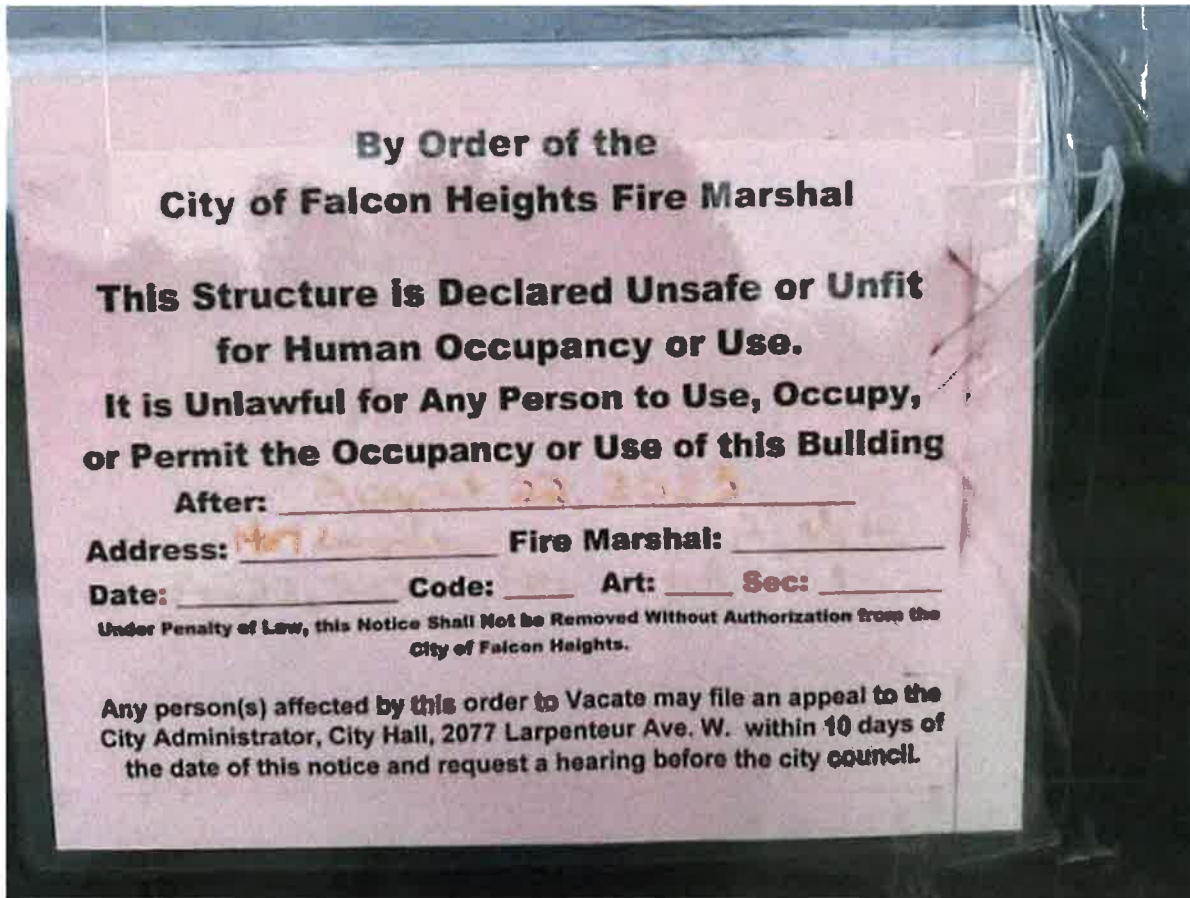 By Order of the
City of Falcon Heights Fire Marshal
This Structure is Declared Unsafe or Unfit
for Human Occupancy or Use.
It is Unlawful for Any Person to Use, Occupy,
or Permit the Occupancy or Use of this Building
After: August 22
Address: Fire Marshal:
Date: Code: Art: Sec:
Under Penalty of Law, this Notice Shall Not be Removed Without Authorization from the
City of Falcon Heights.
Any person(s) affected by this order to Vacate may file an appeal to the
City Administrator, City Hall, 2077 Larpenteur Ave. W. within 10 days of
the date of this notice and request a hearing before the city council.